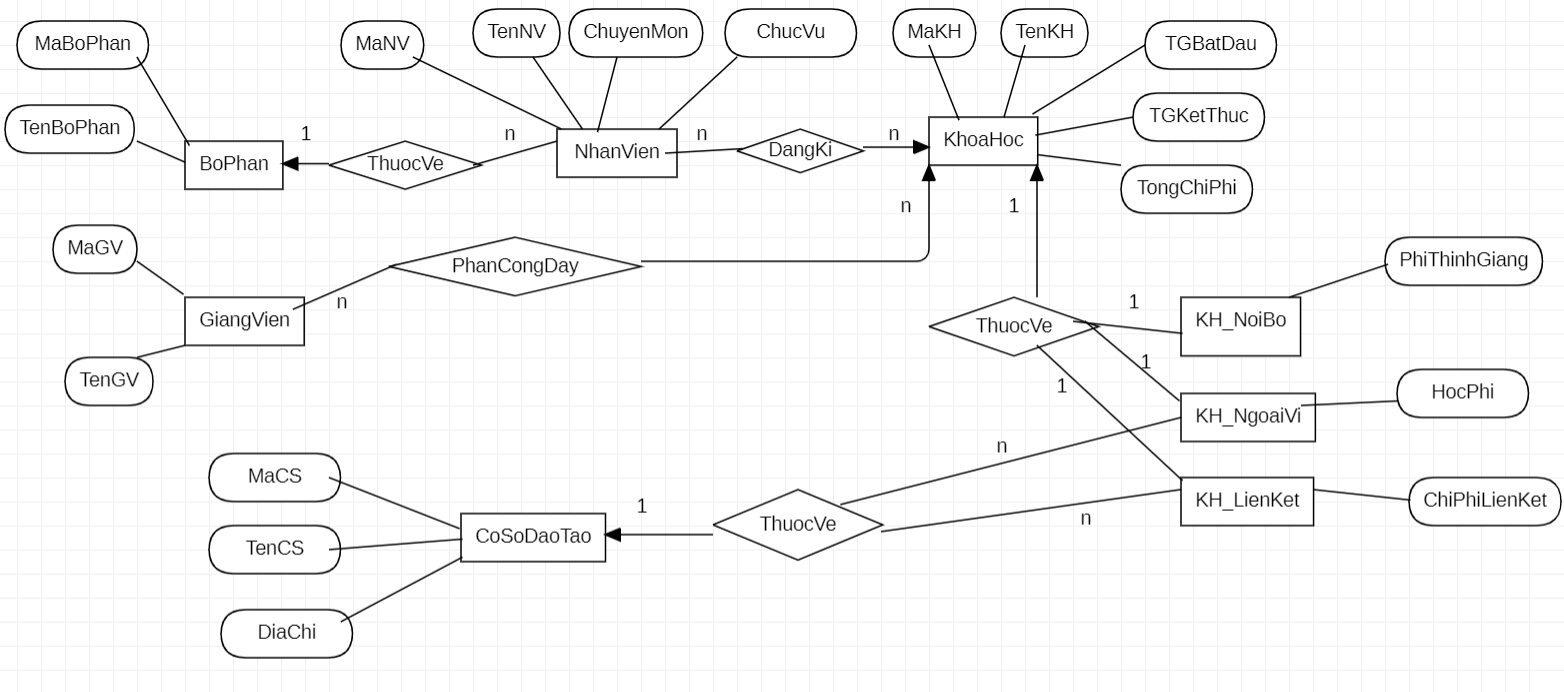 MaBoPhan
MaNV
TenNV
ChuyenMon
ChucVu
MaKH
TenKH
TGBatDau
TenBoPhan
TGKetThuc
1
n
n
n
BoPhan
ThuocVe
NhanVien
DangKi
KhoaHoc
TongChiPhi
n
1
MaGV
PhanCongDay
PhiThinhGiang
n
1
GiangVien
ThuocVe
KH_NoiBo
TenGV
1
1
HocPhi
KH_NgoaiVi
n
MaCS
KH_LienKet
ChiPhiLienKet
1
n
ThuocVe
TenCS
CoSoDaoTao
DiaChi